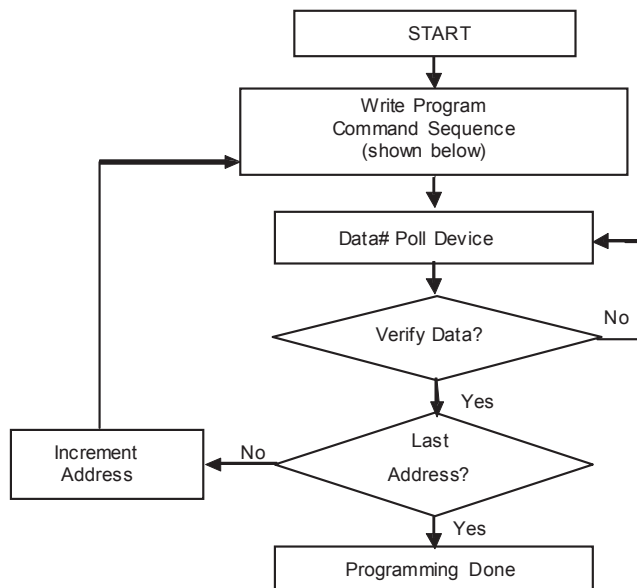 START
Write Program
Command Sequence
(shown below)
Data# Poll Device
Verify Data?
No
Yes
Last
Address?
No
Increment
Address
Yes
Programming Done